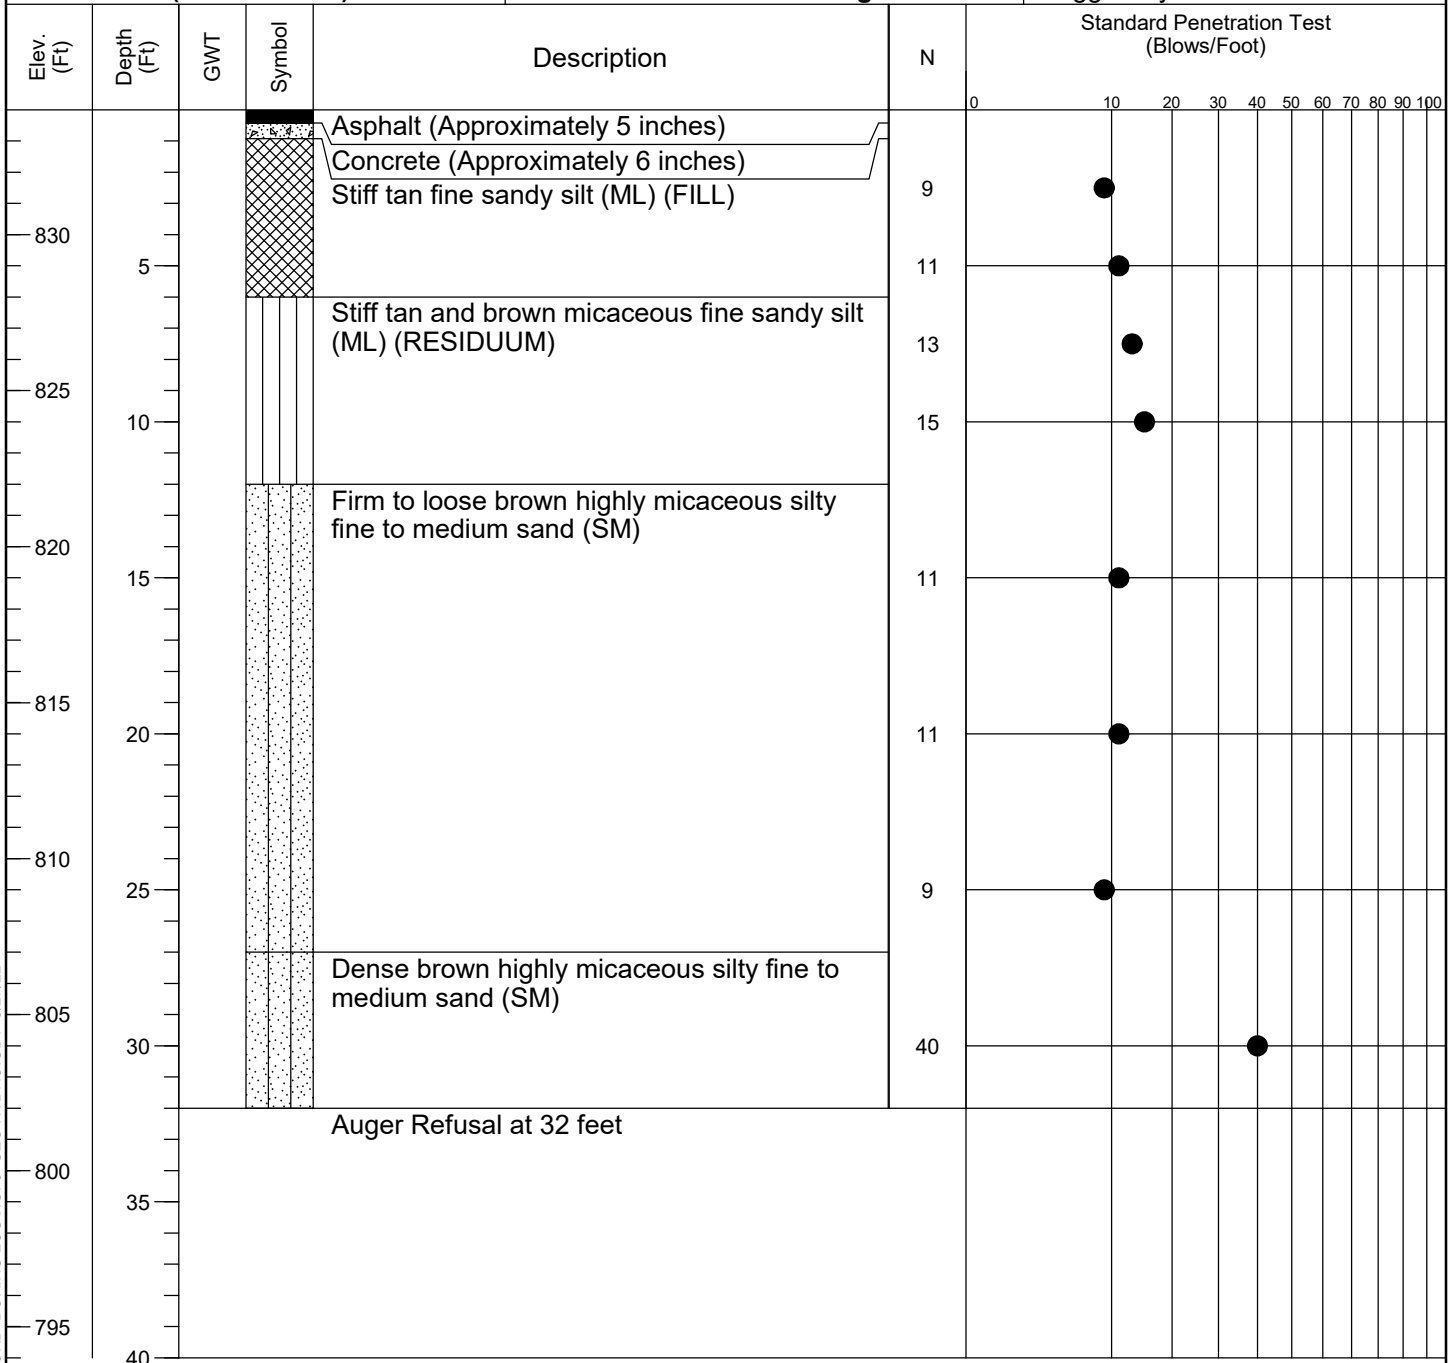 Elev.
(Ft)
Depth
(Ft)
GWT
Symbol
Description
N
Standard Penetration Test
(Blows/Foot)
0 10 20 30 40 50 60 70 80 90 100
Asphalt (Approximately 5 inches)
Concrete (Approximately 6 inches)
Stiff tan fine sandy silt (ML) (FILL)
9
830
5
11
Stiff tan and brown micaceous fine sandy silt
(ML) (RESIDUUM)
13
825
10
15
Firm to loose brown highly micaceous silty
fine to medium sand (SM)
820
15
11
815
20
11
810
25
9
Dense brown highly micaceous silty fine to
medium sand (SM)
805
30
40
Auger Refusal at 32 feet
800
35
795
40